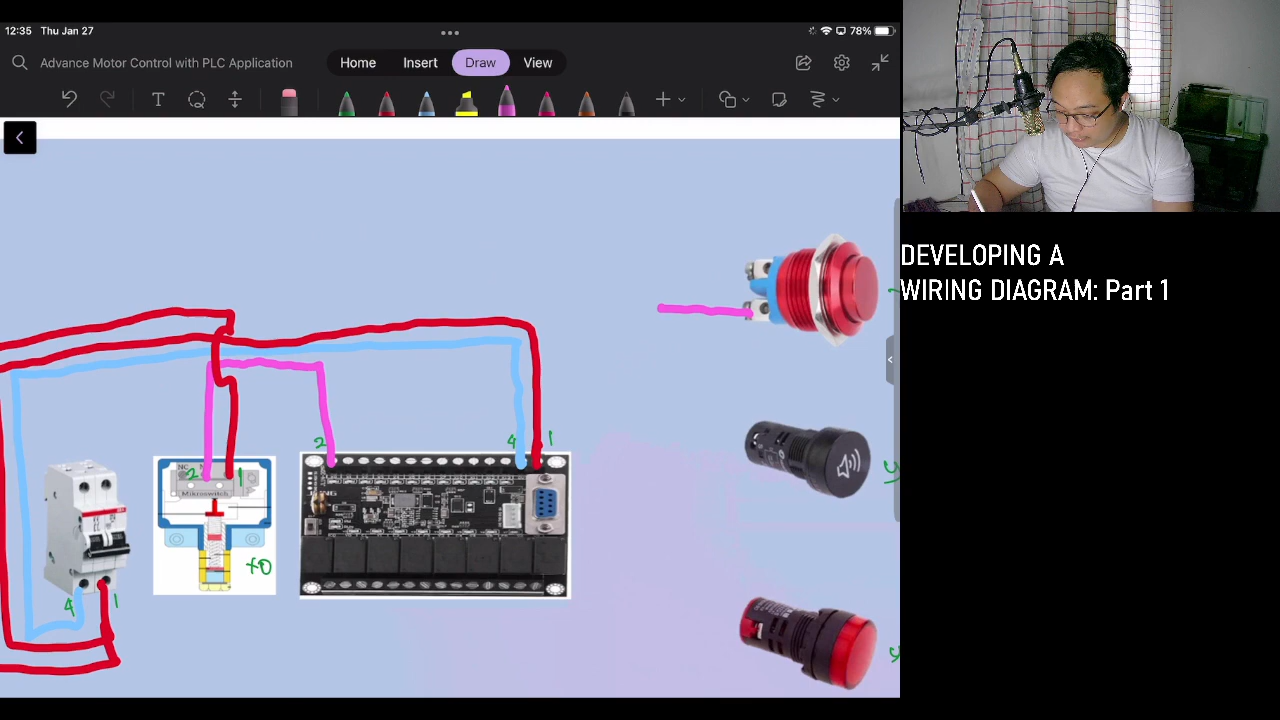 12:35 Thu Jan 27
78%
Advance Motor Control with PLC Application
Home Insert Draw View
DEVELOPING A
WIRING DIAGRAM: Part 1
2
4
1
NC
2
1
Mikroswitch
x0
4
1